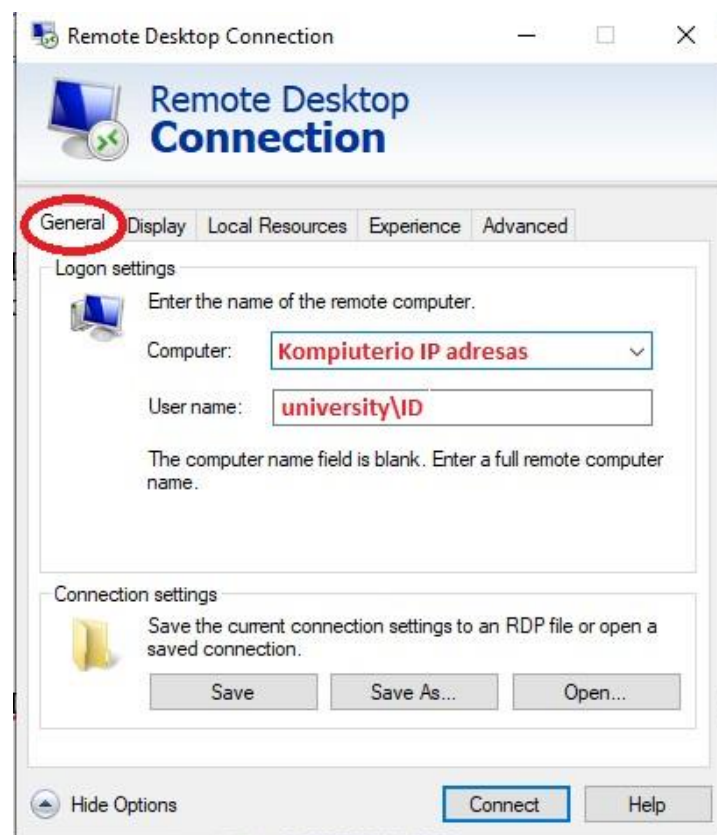 Remote Desktop Connection
Remote Desktop
Connection
General Display Local Resources Experience Advanced
Logon settings
Enter the name of the remote computer.
Computer: Kompiuterio IP adresas
User name: university\ID
The computer name field is blank. Enter a full remote computer
name.
Connection settings
Save the current connection settings to an RDP file or open a
saved connection.
Save Save As... Open...
Hide Options Connect Help